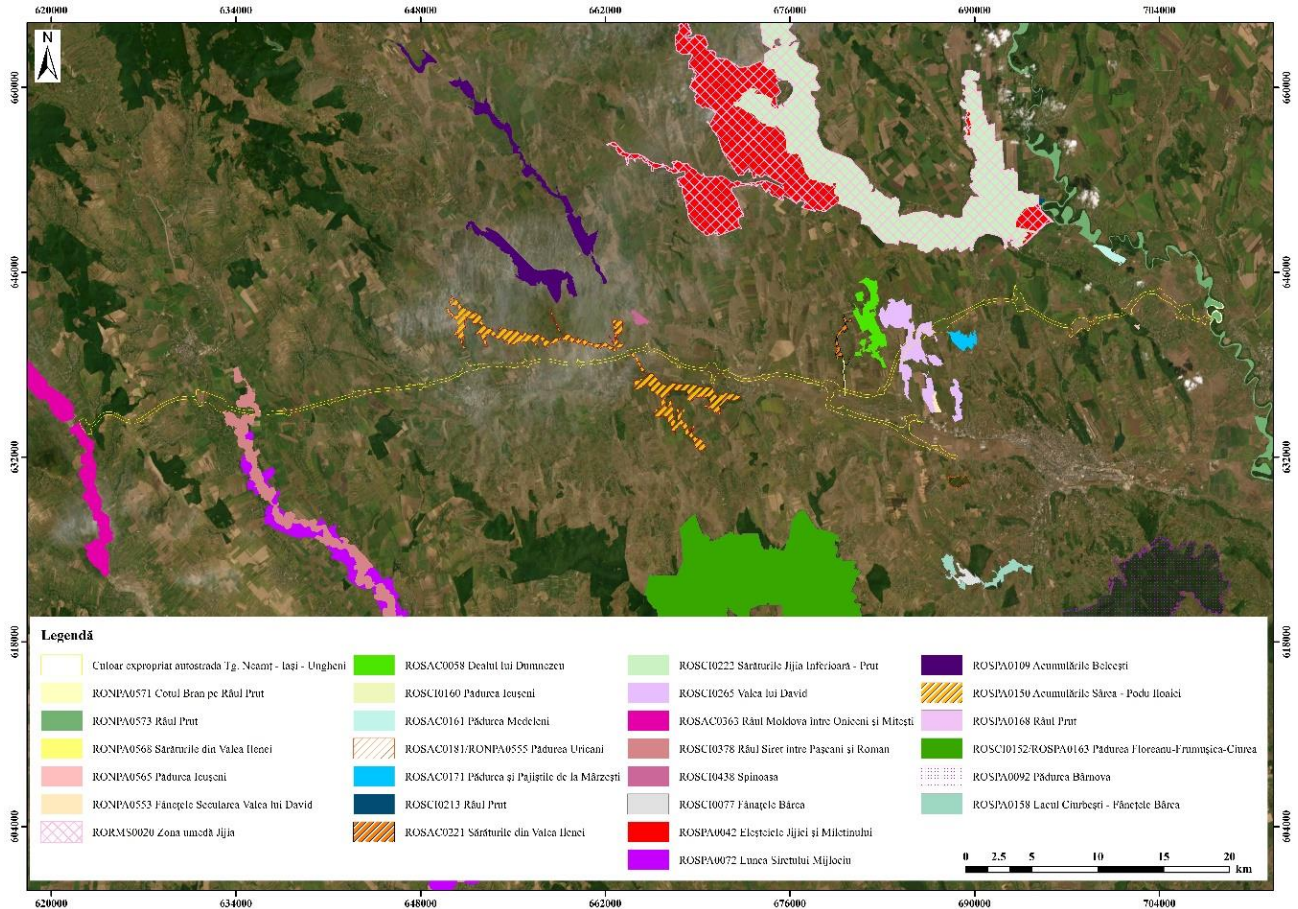 620000 634000 648000 662000 676000 690000 704000
N
660000 660000
646000 646000
632000 632000
618000 618000
604000 604000
Legendă
Culoar expropriat autostrada Tg. Neamț - Iași - Ungheni
RONPA0571 Cotul Bran pe Râul Prut
RONPA0573 Râul Prut
RONPA0568 Sărăturile din Valea Ilenei
RONPA0565 Pădurea Icușeni
RONPA0553 Fânețele Seculare Valea lui David
RORMS0020 Zona umedă Jijia
ROSAC0058 Dealul lui Dumnezeu
ROSCI0160 Pădurea Icușeni
ROSAC0161 Pădurea Medeleni
ROSAC0181/RONPA0555 Pădurea Uricani
ROSAC0171 Pădurea și Pajiștile de la Mârzești
ROSCI0213 Râul Prut
ROSAC0221 Sărăturile din Valea Ilenei
ROSCI0222 Sărăturile Jijia Inferioară - Prut
ROSCI0265 Valea lui David
ROSAC0363 Râul Moldova între Oniceni și Mitești
ROSCI0378 Râul Siret între Pașcani și Roman
ROSCI0438 Spinoasa
ROSCI0077 Fânațele Bârca
ROSPA0042 Eleșteiele Jijiei și Miletinului
ROSPA0072 Lunca Siretului Mijlociu
ROSPA0109 Acumulările Belcești
ROSPA0150 Acumulările Sârca - Podu Iloaiei
ROSPA0168 Râul Prut
ROSCI0152/ROSPA0163 Pădurea Floreanu-Frumușica-Ciurea
ROSPA0092 Pădurea Bârnova
ROSPA0158 Lacul Ciurbești - Fânețele Bârca
0 2.5 5 10 15 20
km
620000 634000 648000 662000 676000 690000 704000